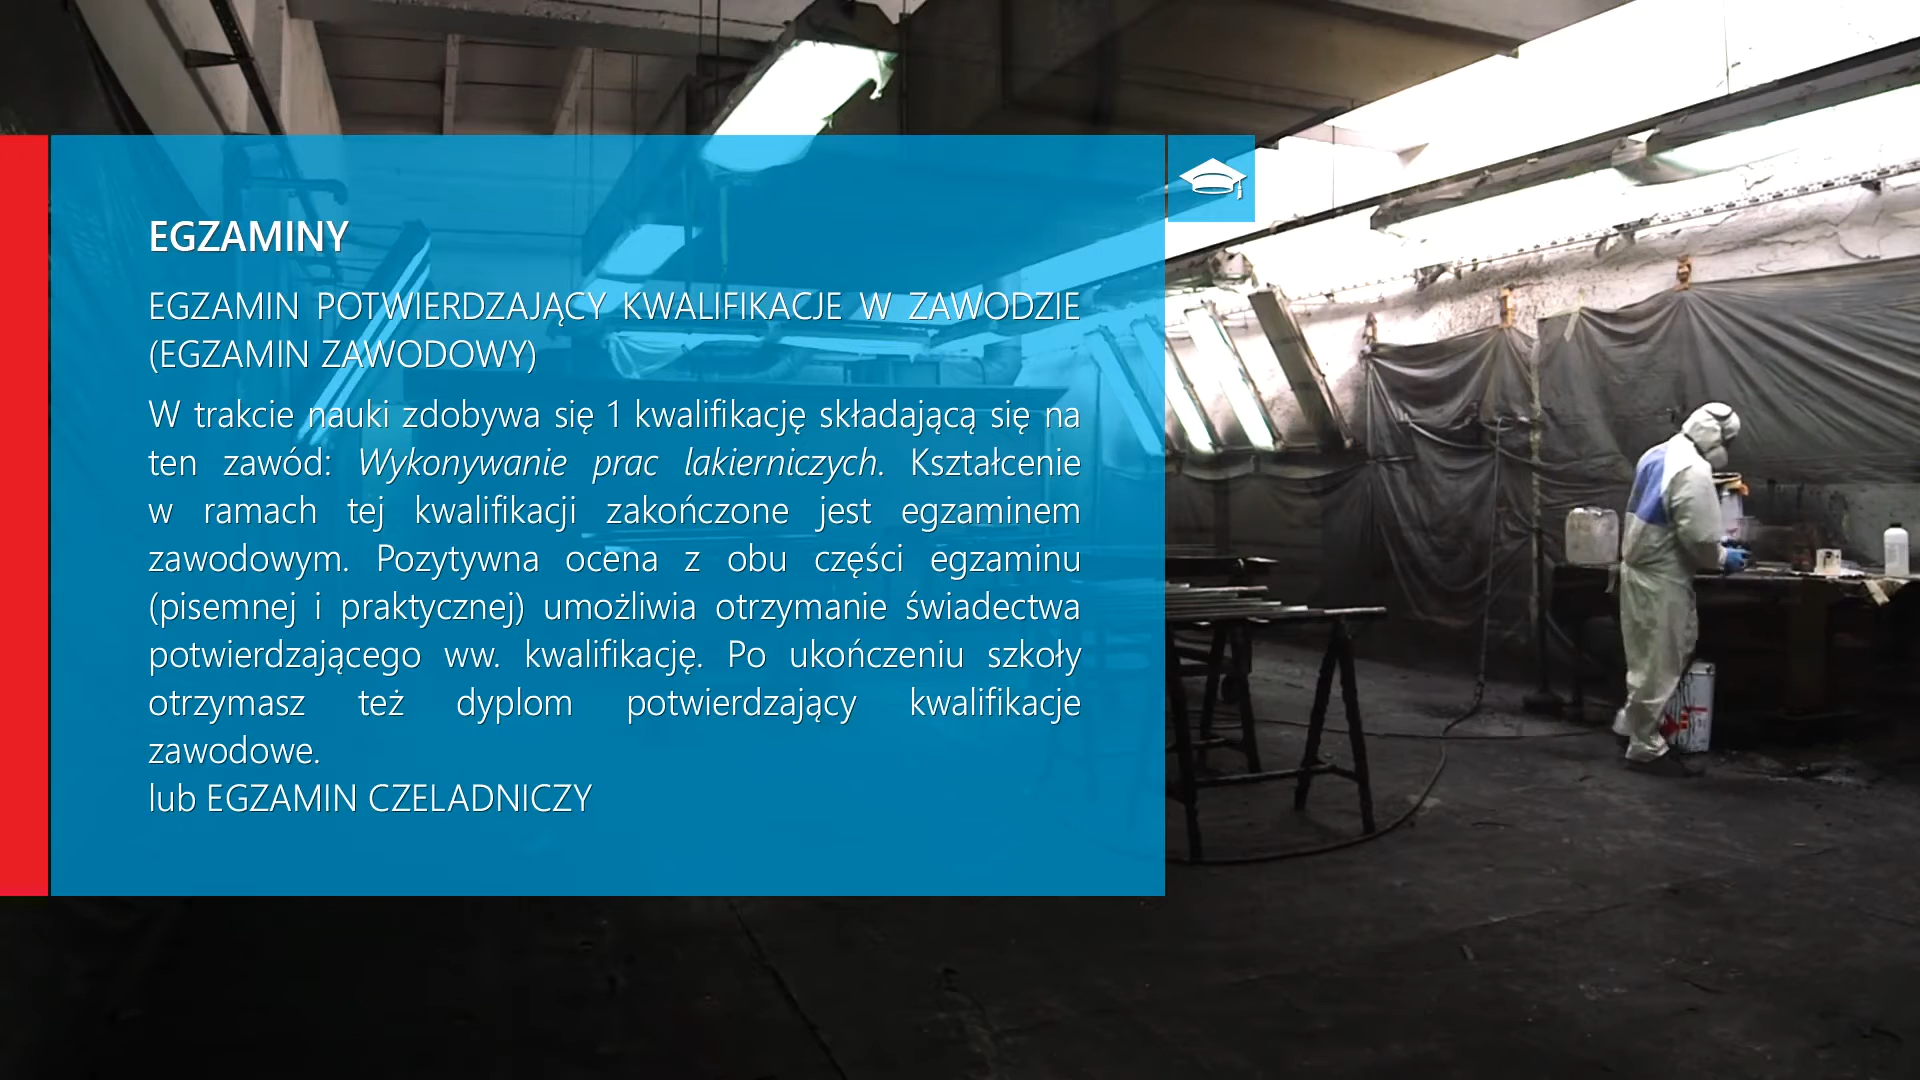 EGZAMINY
EGZAMIN POTWIERDZAJĄCY KWALIFIKACJE W ZAWODZIE
(EGZAMIN ZAWODOWY)
W trakcie nauki zdobywa się 1 kwalifikację składającą się na
ten zawód: Wykonywanie prac lakierniczych. Kształcenie
w ramach tej kwalifikacji zakończone jest egzaminem
zawodowym. Pozytywna ocena z obu części egzaminu
(pisemnej i praktycznej) umożliwia otrzymanie świadectwa
potwierdzającego ww. kwalifikację. Po ukończeniu szkoły
otrzymasz też dyplom potwierdzający kwalifikacje
zawodowe.
lub EGZAMIN CZELADNICZY